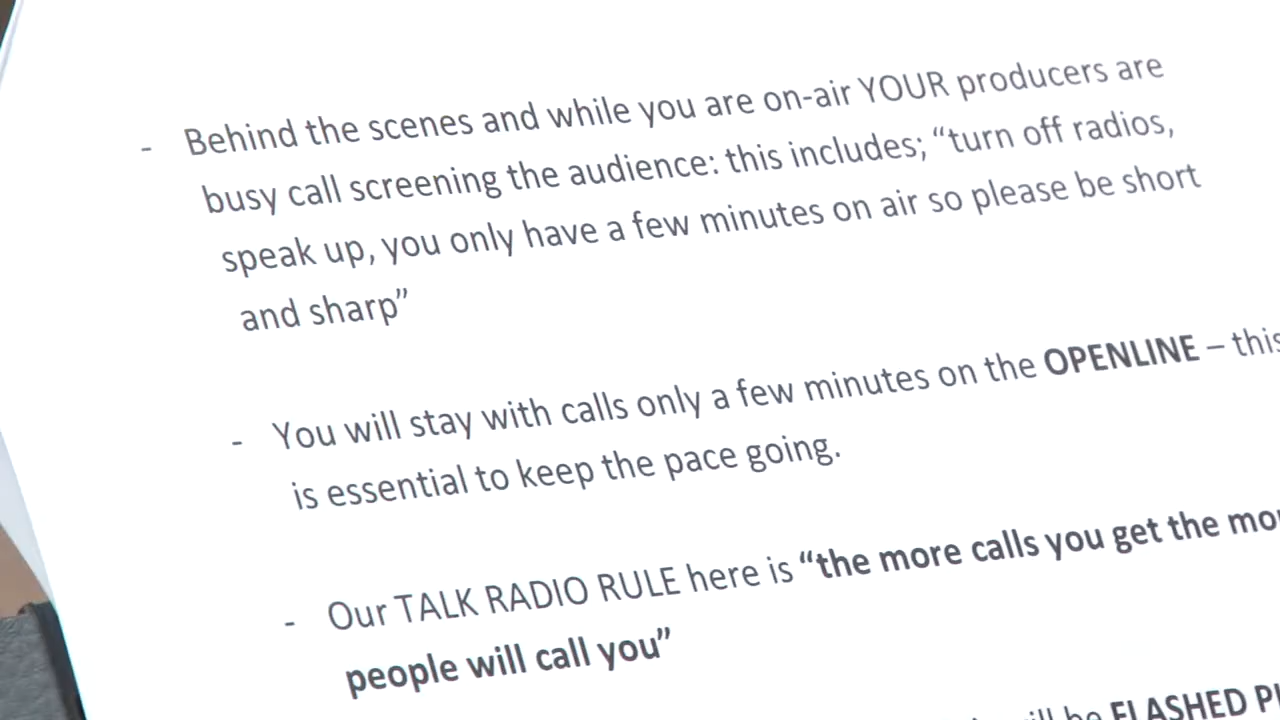 - Behind the scenes and while you are on-air YOUR producers are
busy call screening the audience: this includes; “turn off radios,
speak up, you only have a few minutes on air so please be short
and sharp”
- You will stay with calls only a few minutes on the OPENLINE – this
is essential to keep the pace going.
- Our TALK RADIO RULE here is “the more calls you get the
people will call you”
be FLASHED